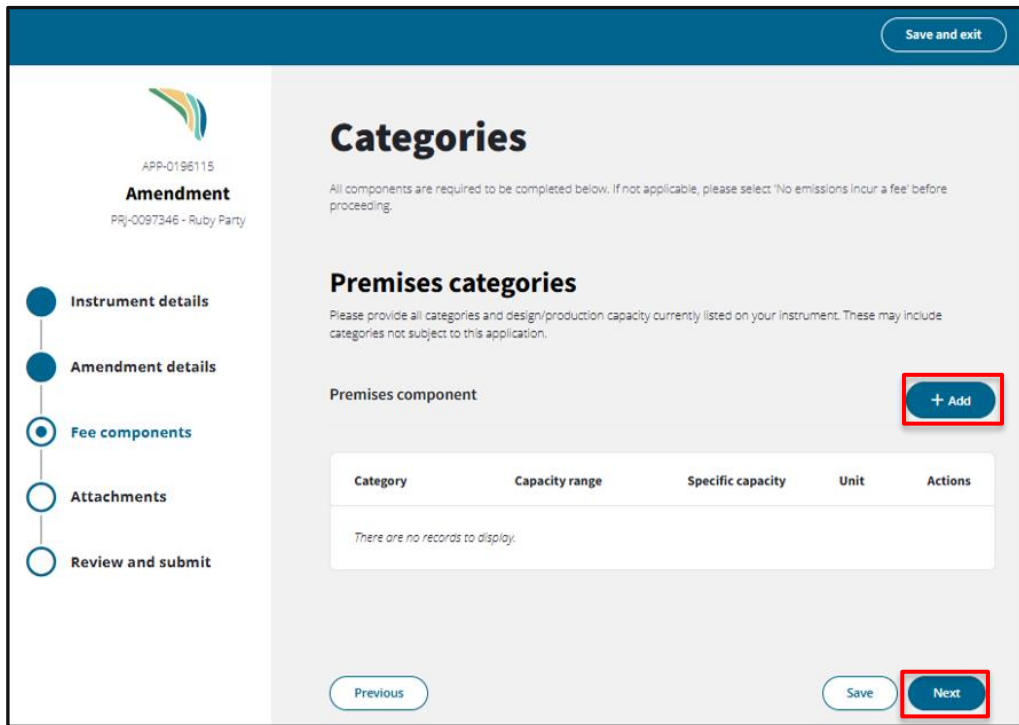 Save and exit
APP-0196115
Amendment
PRJ-0097346 - Ruby Party
Instrument details
Amendment details
Fee components
Attachments
Review and submit
Categories
All components are required to be completed below. If not applicable, please select 'No emissions incur a fee' before
proceeding.
Premises categories
Please provide all categories and design/production capacity currently listed on your instrument. These may include
categories not subject to this application.
Premises component
+ Add
Category Capacity range Specific capacity Unit Actions
There are no records to display.
Previous
Save
Next